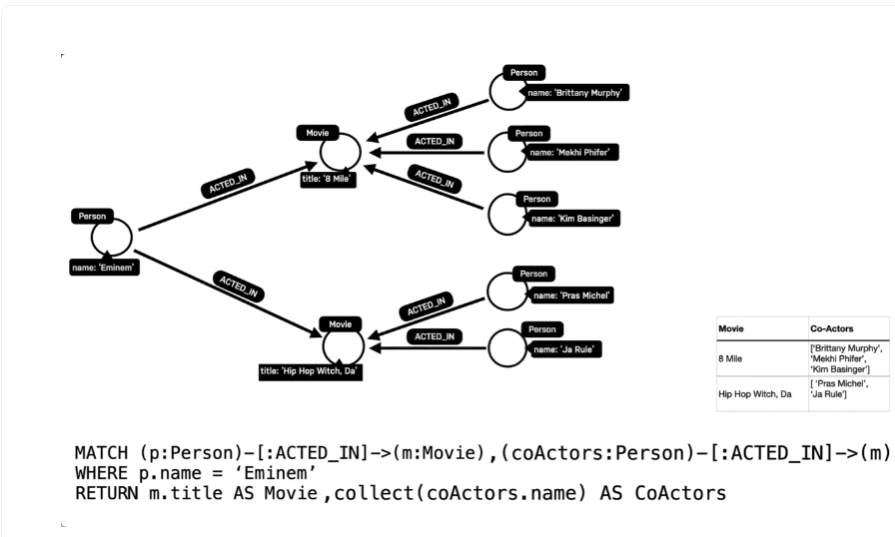 Person
name: 'Brittany Murphy'
ACTED_IN
Movie
title: '8 Mile'
ACTED_IN
Person
name: 'Mekhi Phifer'
ACTED_IN
Person
name: 'Kim Basinger'
ACTED_IN
Person
name: 'Eminem'
ACTED_IN
Person
name: 'Pras Michel'
ACTED_IN
Movie
title: 'Hip Hop Witch, Da'
ACTED_IN
Person
name: 'Ja Rule'
Movie Co-Actors
8 Mile ['Brittany Murphy',
'Mekhi Phifer',
'Kim Basinger']
Hip Hop Witch, Da [ 'Pras Michel',
'Ja Rule']
MATCH (p:Person)-[:ACTED_IN]->(m:Movie),(coActors:Person)-[:ACTED_IN]->(m)
WHERE p.name = ‘Eminem’
RETURN m.title AS Movie,collect(coActors.name) AS CoActors